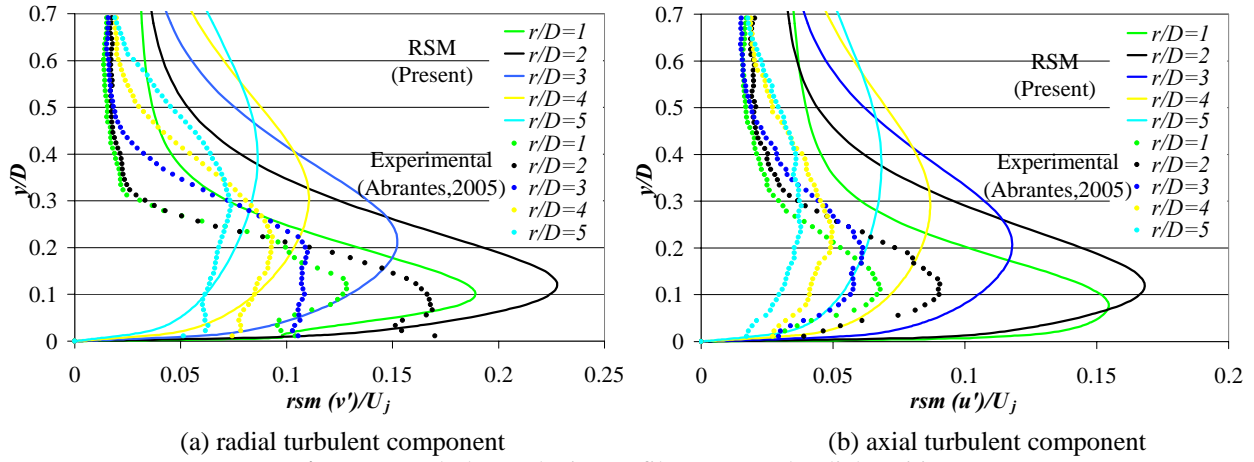 0.7
0.6
0.5
0.4
0.3
0.2
0.1
0
y/D
RSM
(Present)
Experimental
(Abrantes,2005)
r/D=1
r/D=2
r/D=3
r/D=4
r/D=5
r/D=1
r/D=2
r/D=3
r/D=4
r/D=5
0
0.05
0.1
0.15
0.2
0.25
rsm (v')/Uj
(a) radial turbulent component
0.7
0.6
0.5
0.4
0.3
0.2
0.1
0
y/D
RSM
(Present)
Experimental
(Abrantes,2005)
r/D=1
r/D=2
r/D=3
r/D=4
r/D=5
r/D=1
r/D=2
r/D=3
r/D=4
r/D=5
0
0.05
0.1
0.15
0.2
rsm (u')/Uj
(b) axial turbulent component